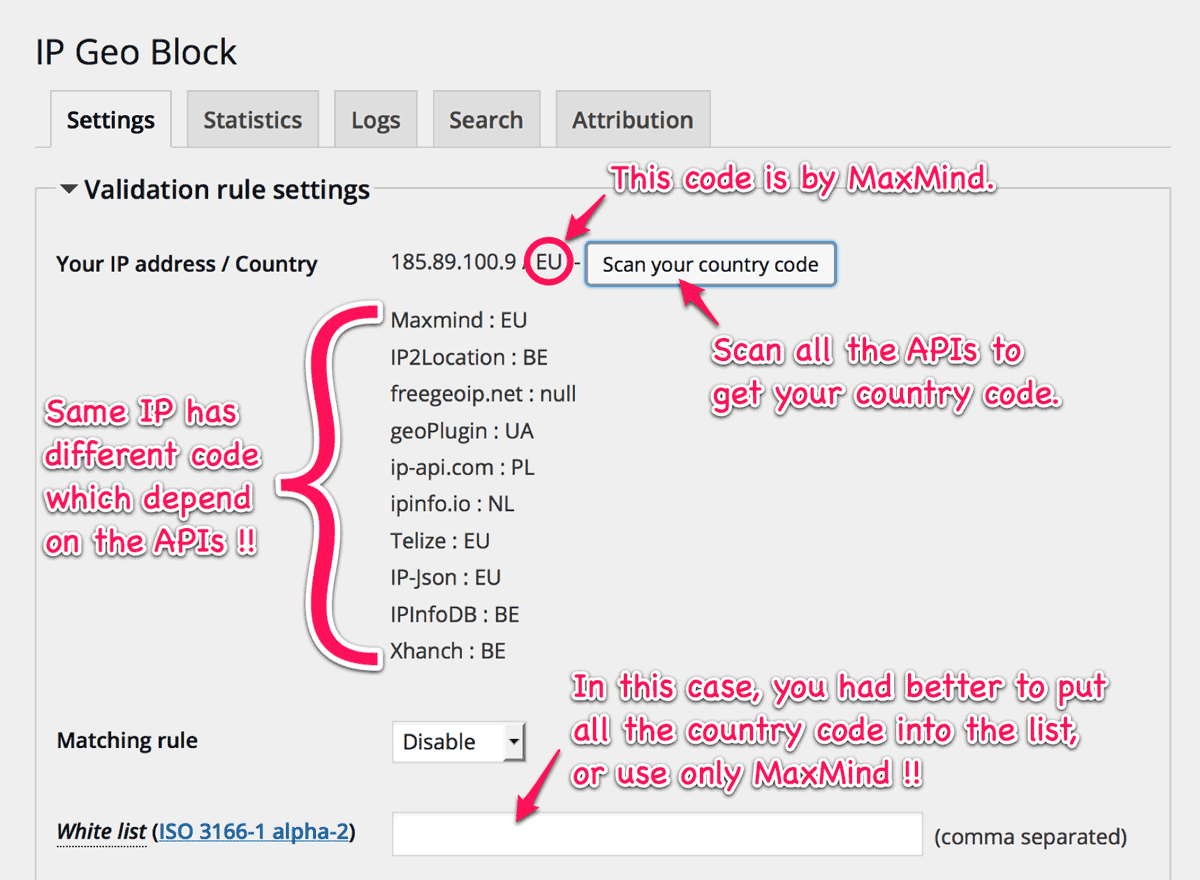 IP Geo Block
Settings
Statistics
Logs
Search
Attribution
Validation rule settings
This code is by MaxMind.
Your IP address / Country
185.89.100.9 / EU -
Scan your country code
Maxmind : EU
IP2Location : BE
freegeoip.net : null
geoPlugin : UA
ip-api.com : PL
ipinfo.io : NL
Telize : EU
IP-Json : EU
IPInfoDB : BE
Xhanch : BE
Scan all the APIs to
get your country code.
Same IP has
different code
which depend
on the APIs !!
In this case, you had better to put
all the country code into the list,
or use only MaxMind !!
Matching rule
Disable
White list (ISO 3166-1 alpha-2)
(comma separated)